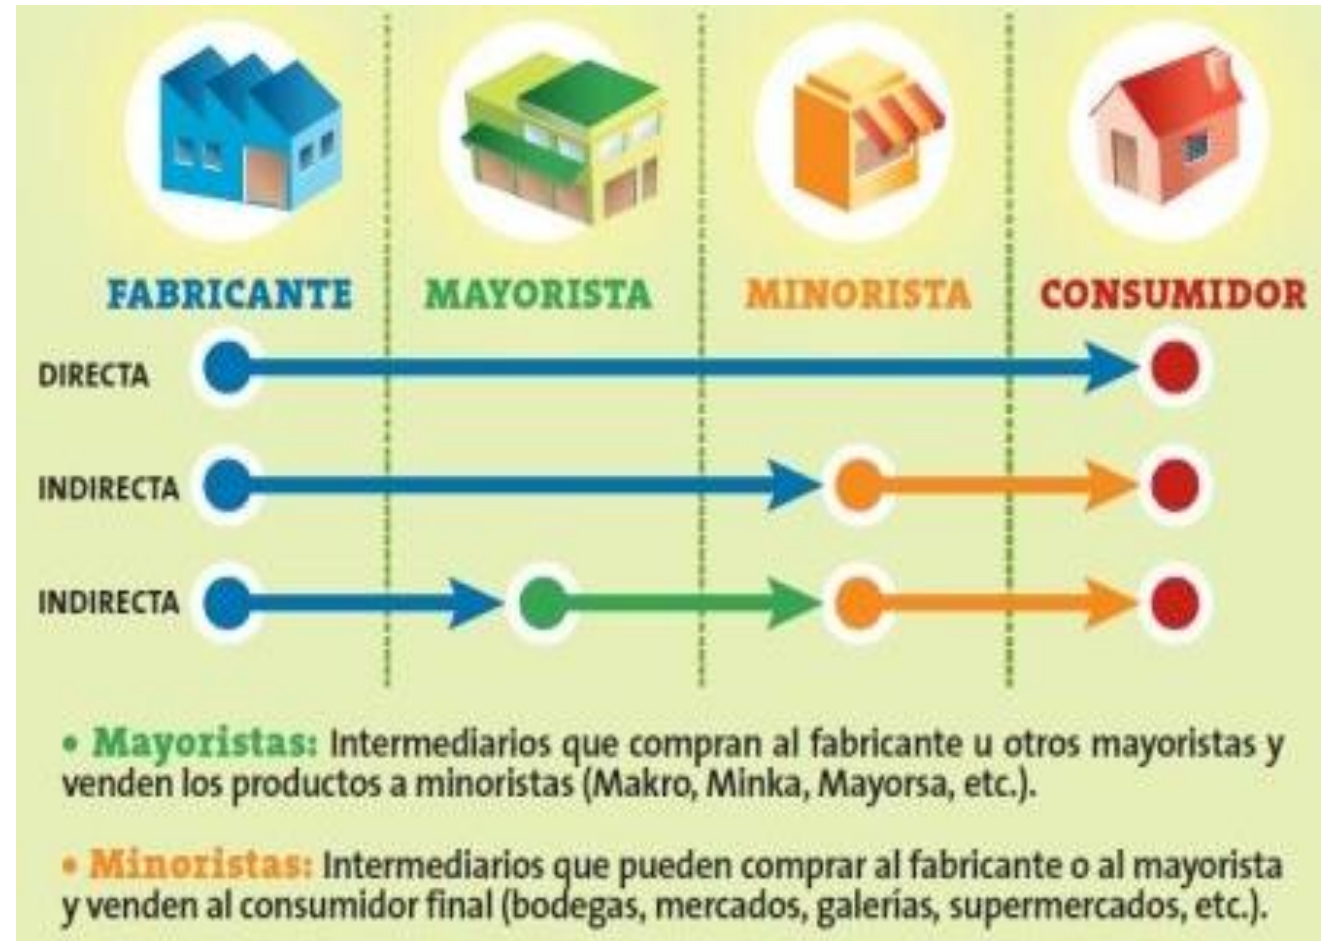 FABRICANTE MAYORISTA MINORISTA CONSUMIDOR
DIRECTA
INDIRECTA
INDIRECTA
• Mayoristas: Intermediarios que compran al fabricante u otros mayoristas y
venden los productos a minoristas (Makro, Minka, Mayorsa, etc.).
• Minoristas: Intermediarios que pueden comprar al fabricante o al mayorista
y venden al consumidor final (bodegas, mercados, galerías, supermercados, etc.).